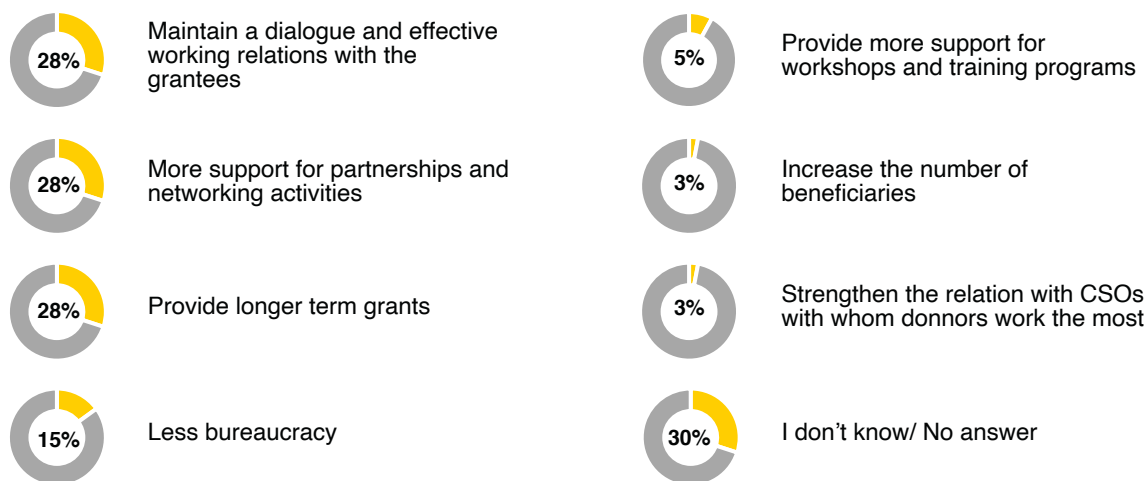 28%
Maintain a dialogue and effective
working relations with the
grantees
28%
More support for partnerships and
networking activities
28%
Provide longer term grants
15%
Less bureaucracy
5%
Provide more support for
workshops and training programs
3%
Increase the number of
beneficiaries
3%
Strengthen the relation with CSOs
with whom donnors work the most
30%
I don't know/ No answer